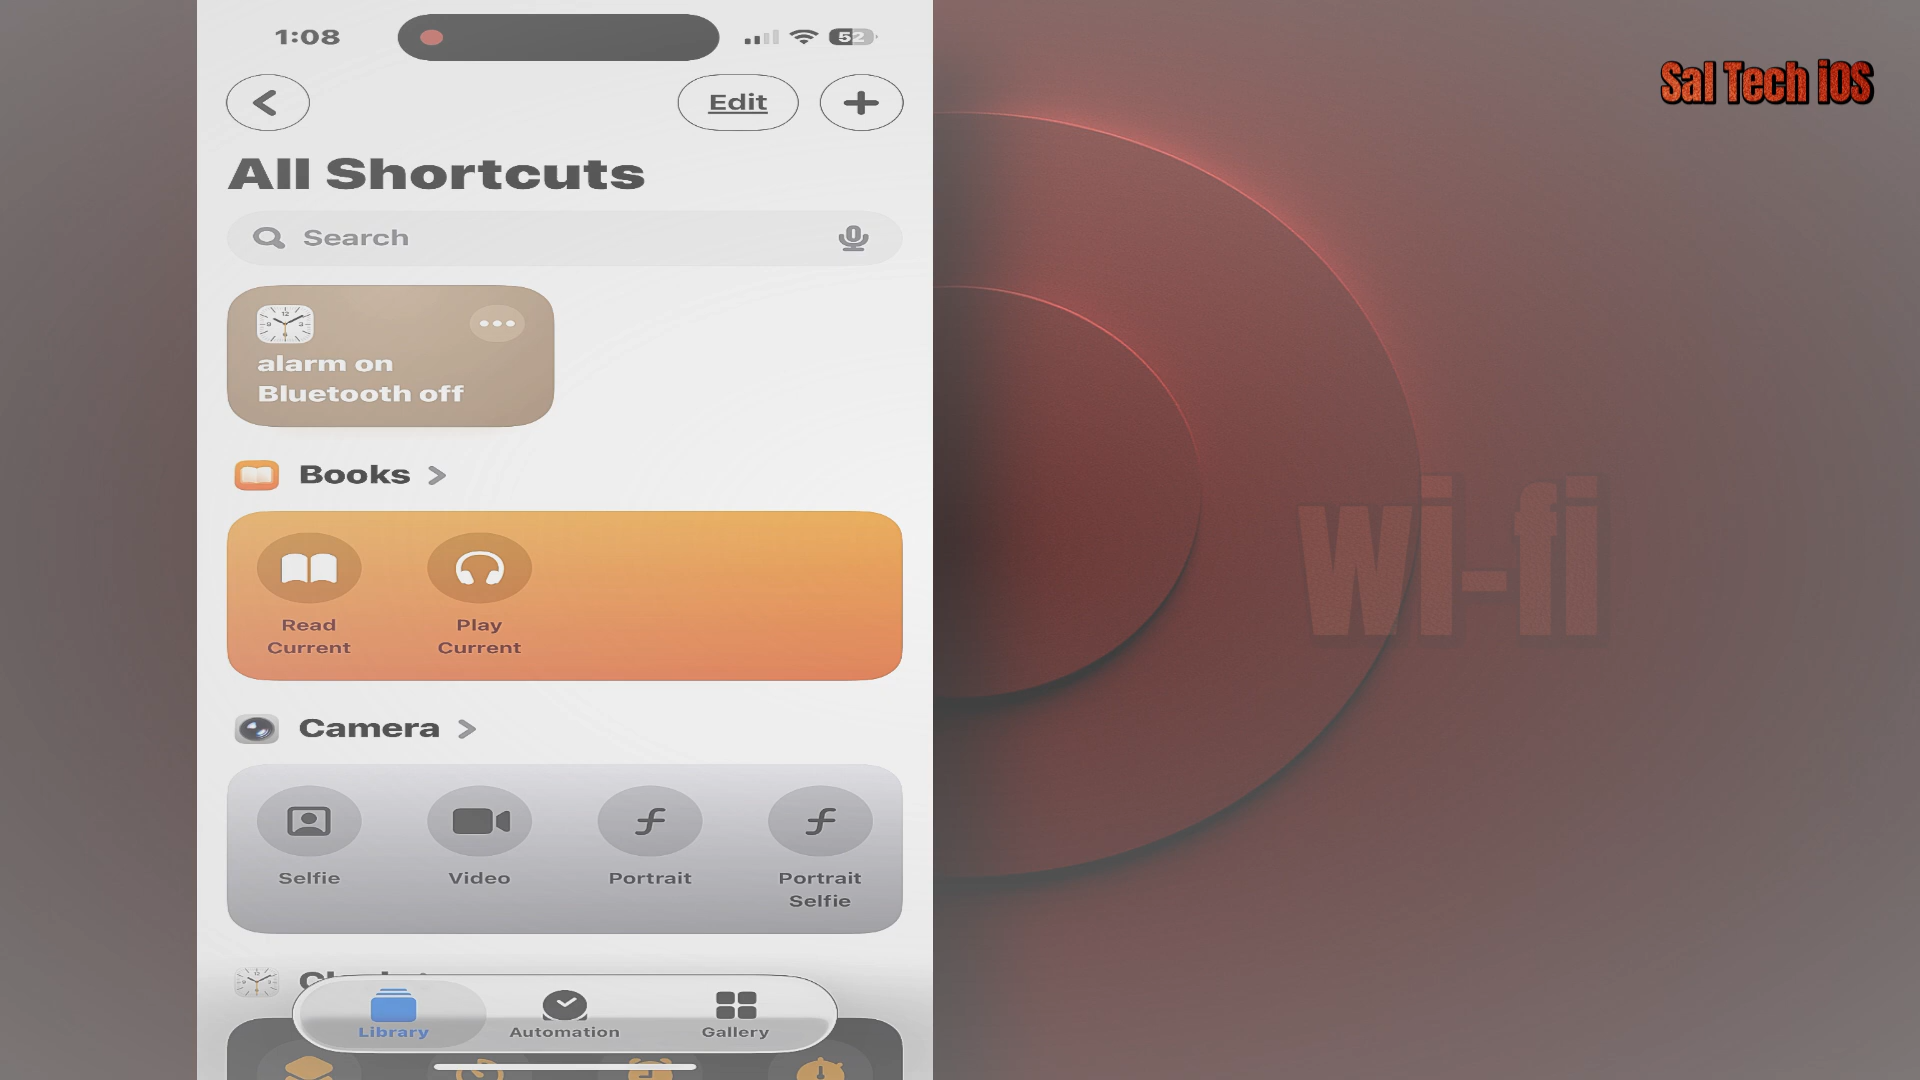 1:08
52
Sal Tech iOS
Edit
All Shortcuts
Search
alarm on
Bluetooth off
Books
Read
Current
Play
Current
wi-fi
Camera
Selfie
Video
Portrait
Portrait
Selfie
Library
Automation
Gallery